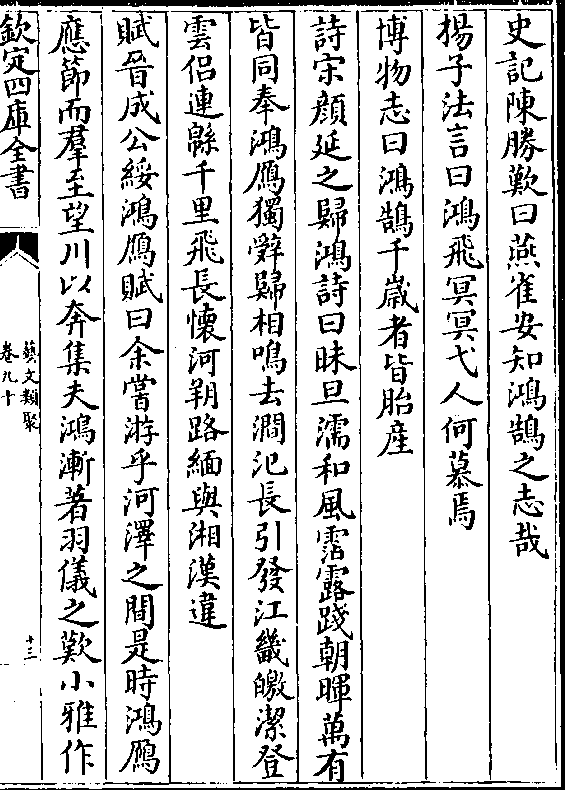 史記陳勝歎曰燕雀安知鴻鵠之志哉
揚子法言曰鴻飛冥冥弋人何慕焉
博物志曰鴻鵠千歲者皆胎産
詩宋顔延之歸鴻詩曰昧旦濡和風霑露踐朝暉萬有
皆同奉鴻鴈獨辭歸相鳴去澗汜長引發江畿皦潔登
雲侶連緜千里飛長懷河朔路緬與湘漢違
賦晉成公綏鴻鴈賦曰余嘗游乎河澤之間是時鴻鴈
應節而羣至望川以奔集夫鴻漸著羽儀之歎小雅作
欽定四庫全書
藝文類聚
卷九十
十三